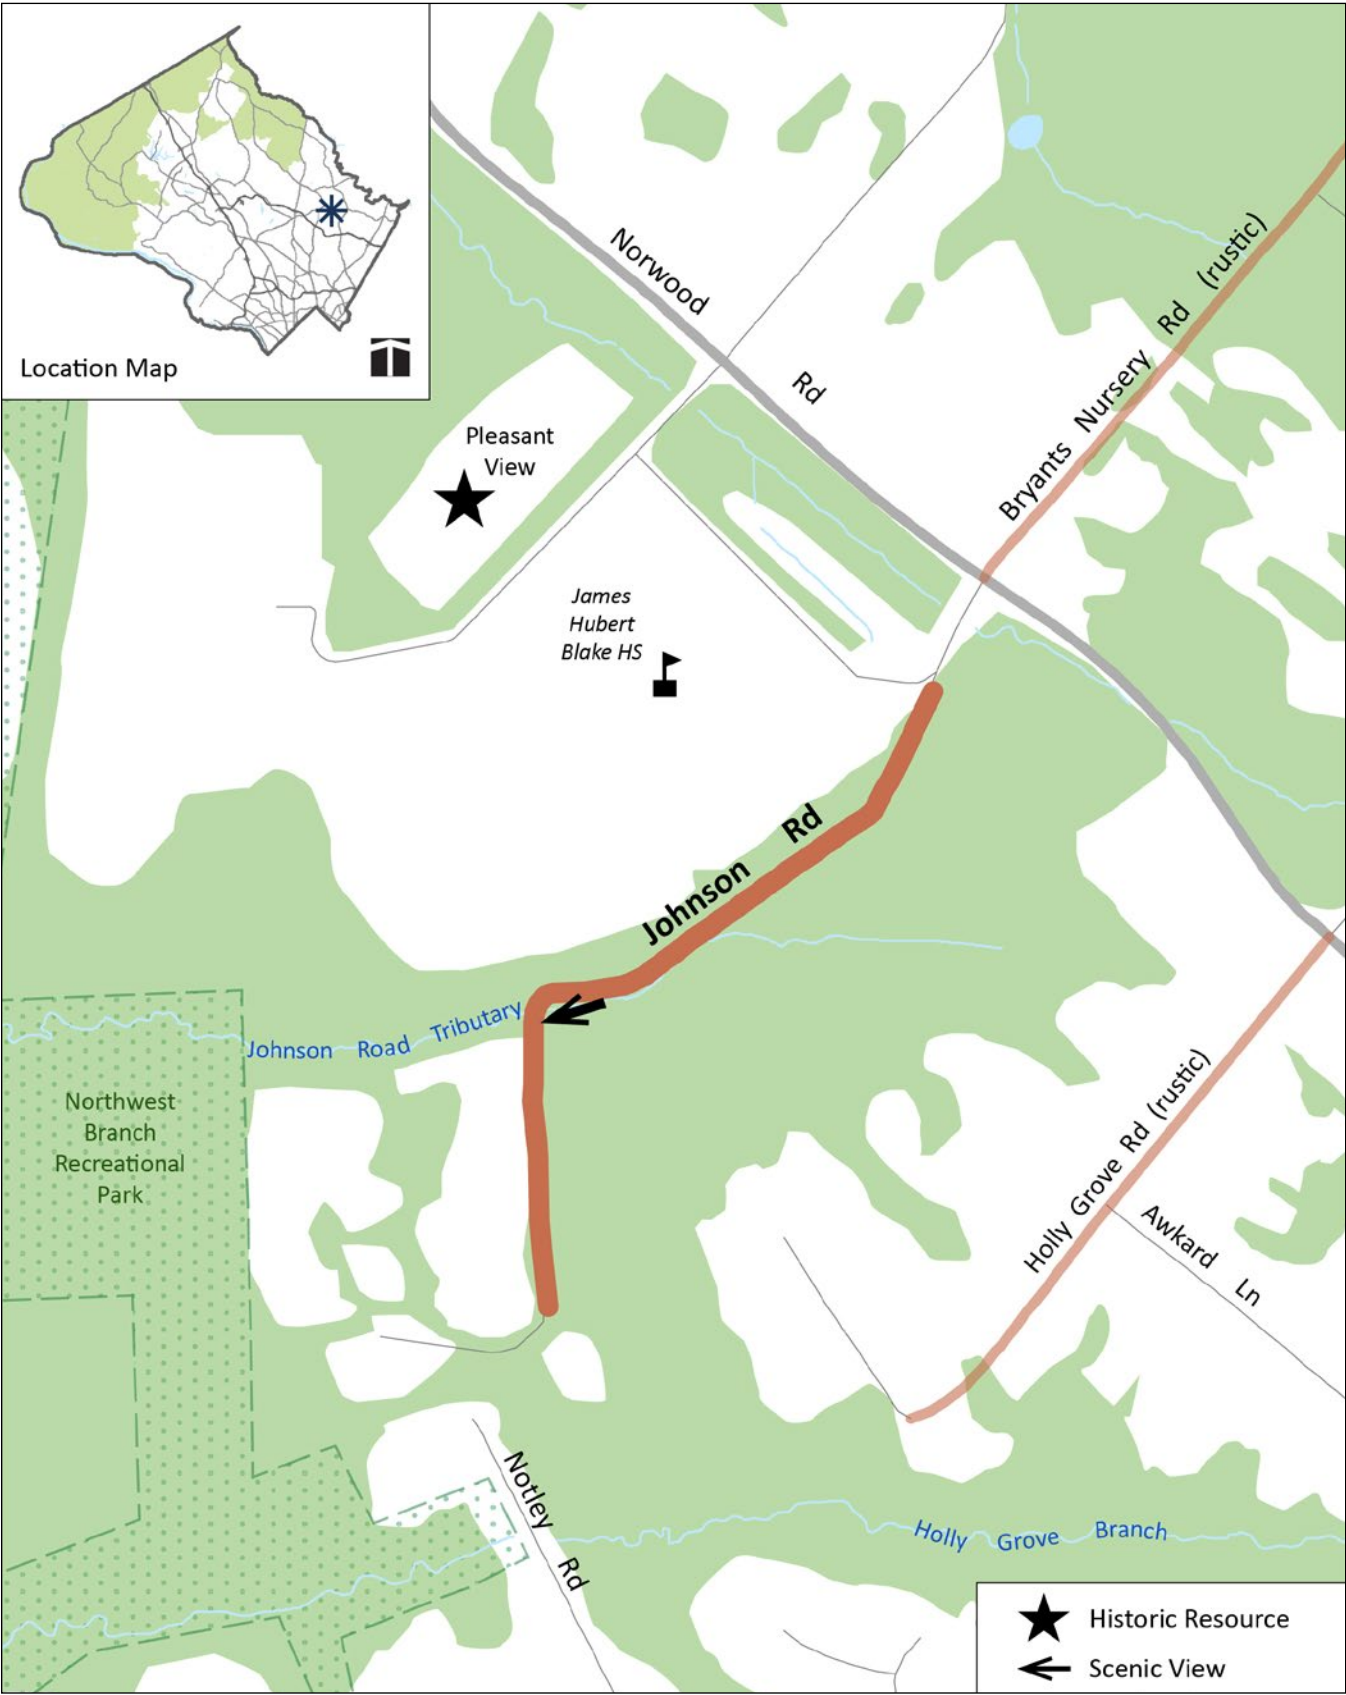 Location Map
Norwood
Rd
Bryants Nursery Rd (rustic)
Pleasant
View
James
Hubert
Blake HS
Johnson Rd
Johnson Road Tributary
Northwest
Branch
Recreational
Park
Holly Grove Rd (rustic)
Awkard Ln
Notley Rd
Holly Grove Branch
Historic Resource
Scenic View